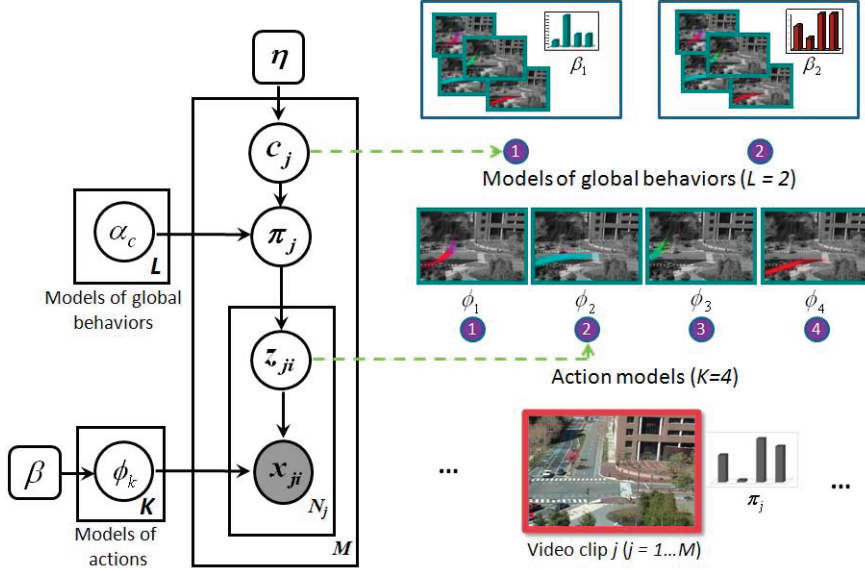 η
c_j
α_c
L
Models of global
behaviors
π_j
z_ji
x_ji
N_j
M
β
ϕ_k
K
Models of
actions
β_1
β_2
1
2
Models of global behaviors (L = 2)
ϕ_1
ϕ_2
ϕ_3
ϕ_4
1
2
3
4
Action models (K=4)
...
π_j
...
Video clip j (j = 1...M)